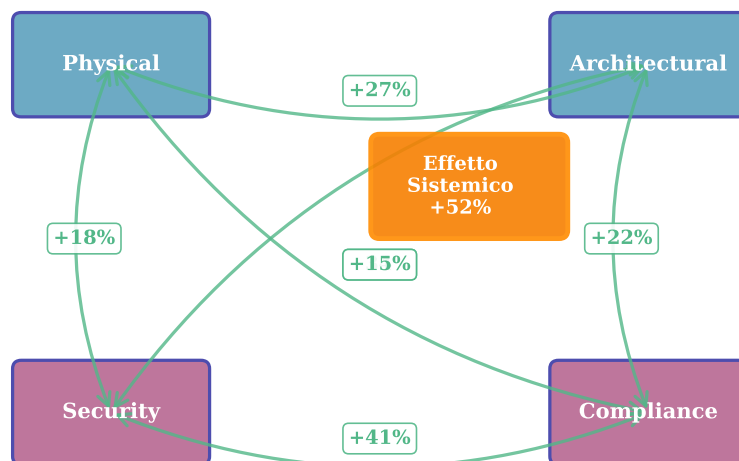 Physical
Architectural
+27%
Effetto
Sistemico
+52%
+18%
+22%
+15%
Security
Compliance
+41%